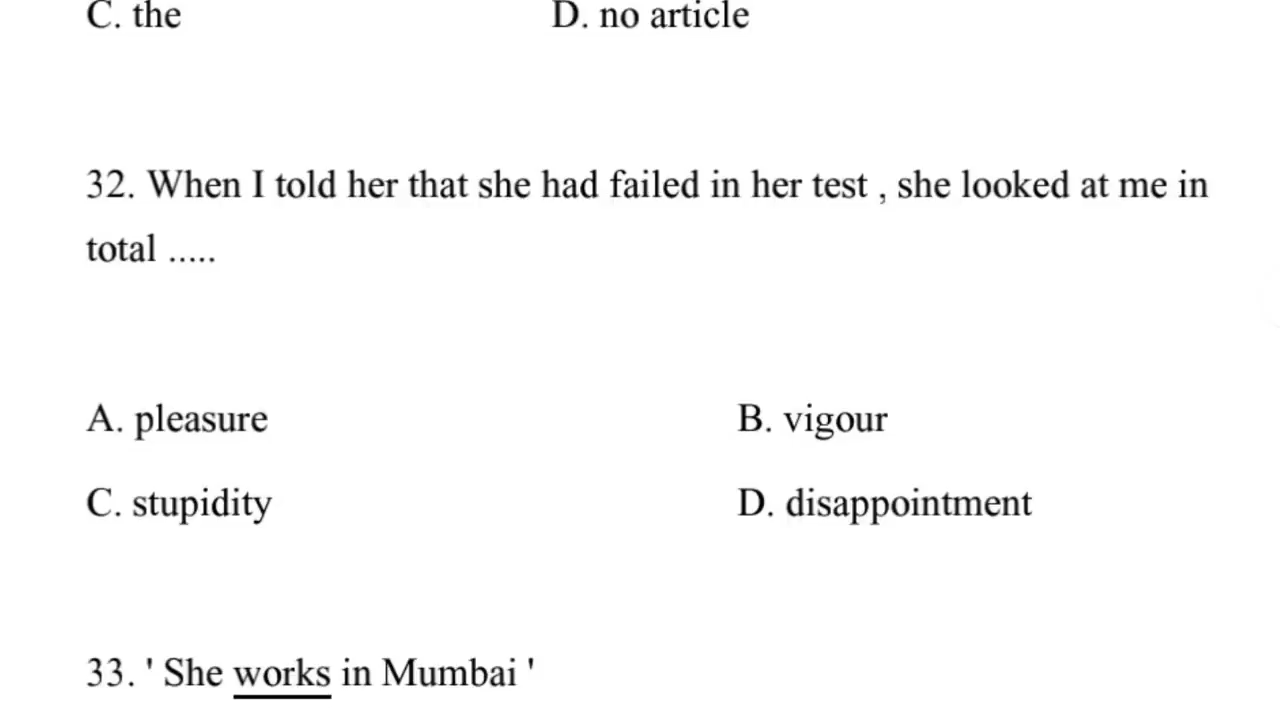 C. the D. no article
32. When I told her that she had failed in her test , she looked at me in
total .....
A. pleasure B. vigour
C. stupidity D. disappointment
33. ' She works in Mumbai '